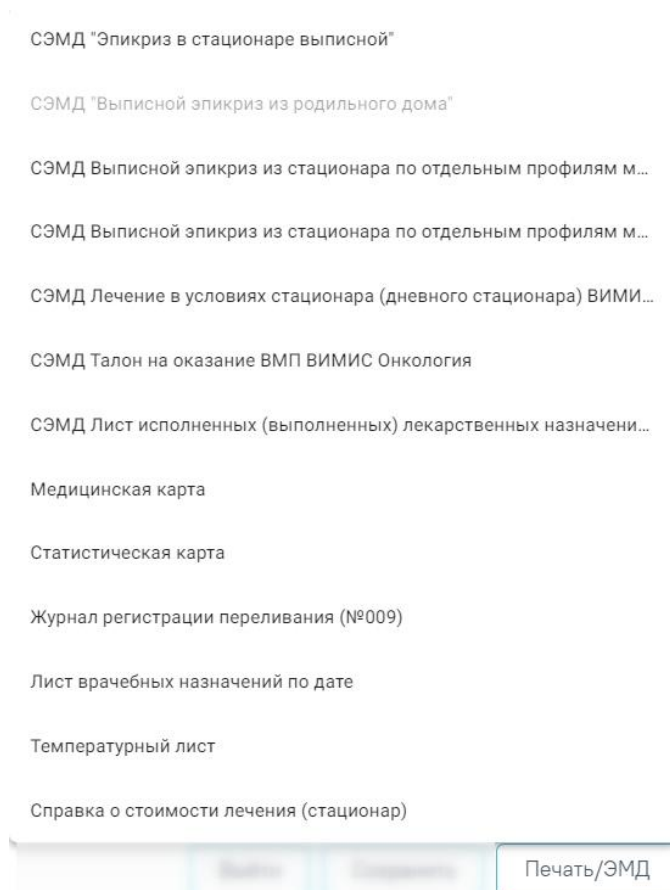 СЭМД "Эпикриз в стационаре выписной"
СЭМД "Выписной эпикриз из родильного дома"
СЭМД Выписной эпикриз из стационара по отдельным профилям м...
СЭМД Выписной эпикриз из стационара по отдельным профилям м...
СЭМД Лечение в условиях стационара (дневного стационара) ВИМИ...
СЭМД Талон на оказание ВМП ВИМИС Онкология
СЭМД Лист исполненных (выполненных) лекарственных назначени...
Медицинская карта
Статистическая карта
Журнал регистрации переливания (№009)
Лист врачебных назначений по дате
Температурный лист
Справка о стоимости лечения (стационар)
Печать/ЭМД